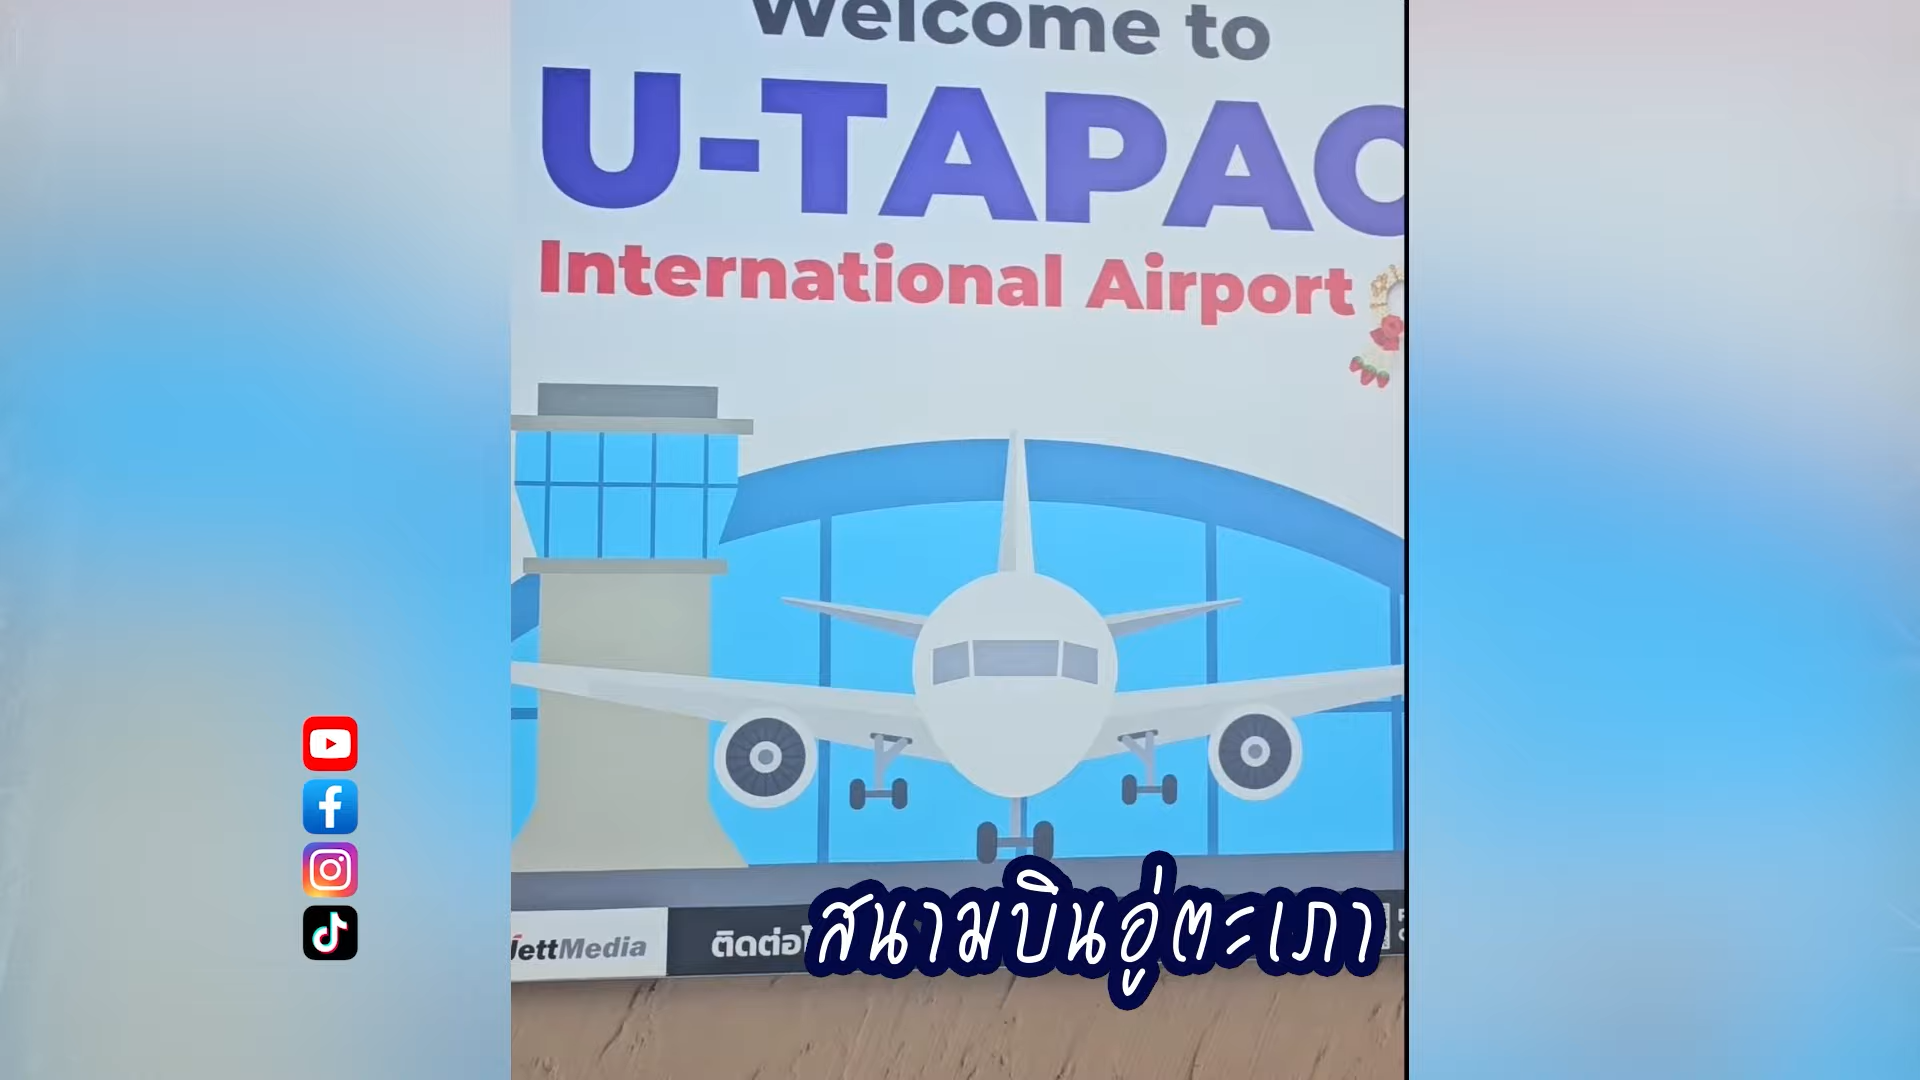 Welcome to
U-TAPAO
International Airport
JettMedia
ติดต่อ
สนามบินอู่ตะเภา